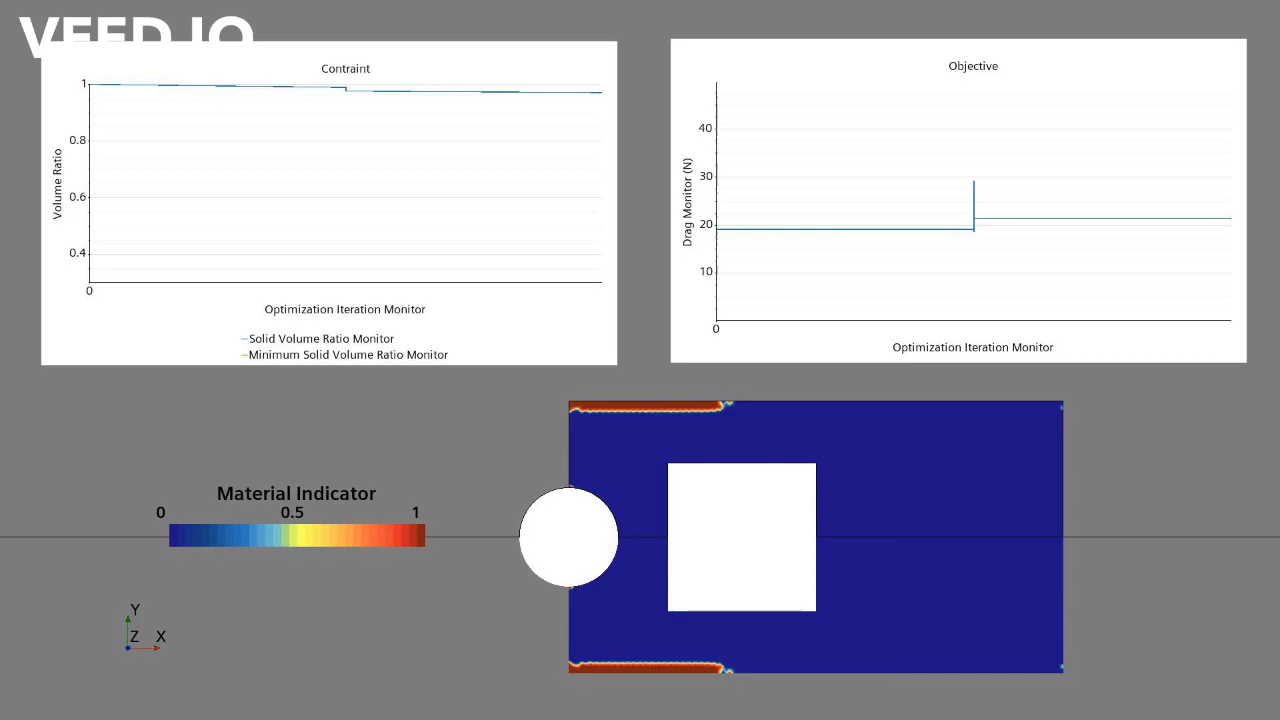 VEED.IO
Contraint
Volume Ratio
1
0.8
0.6
0.4
0
Optimization Iteration Monitor
Solid Volume Ratio Monitor
Minimum Solid Volume Ratio Monitor
Objective
Drag Monitor (N)
40
30
20
10
0
Optimization Iteration Monitor
Material Indicator
0 0.5 1
Y
Z X